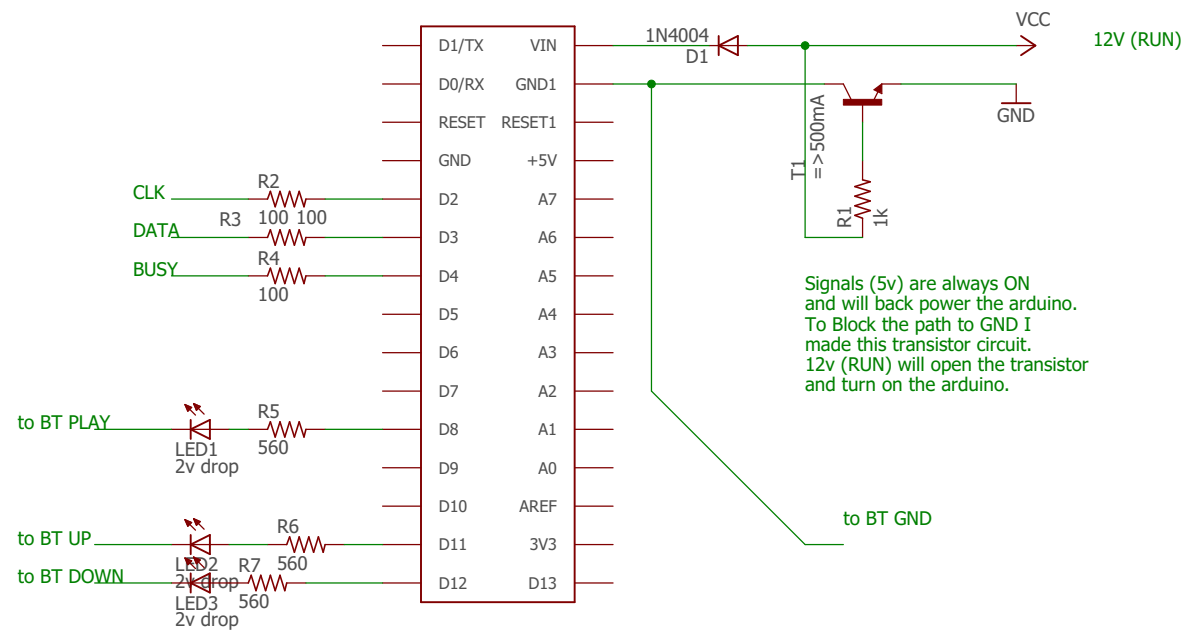 VCC
12V (RUN)
1N4004
D1
D1/TX VIN
D0/RX GND1
RESET RESET1
GND +5V
D2 A7
D3 A6
D4 A5
D5 A4
D6 A3
D7 A2
D8 A1
D9 A0
D10 AREF
D11 3V3
D12 D13
GND
T1
=>500mA
R1
1k
CLK
R2
100
DATA
R3
100
BUSY
R4
100
Signals (5v) are always ON
and will back power the arduino.
To Block the path to GND I
made this transistor circuit.
12v (RUN) will open the transistor
and turn on the arduino.
to BT PLAY
LED1
2v drop
R5
560
to BT GND
to BT UP
LED2
2v drop
R6
560
to BT DOWN
LED3
2v drop
R7
560